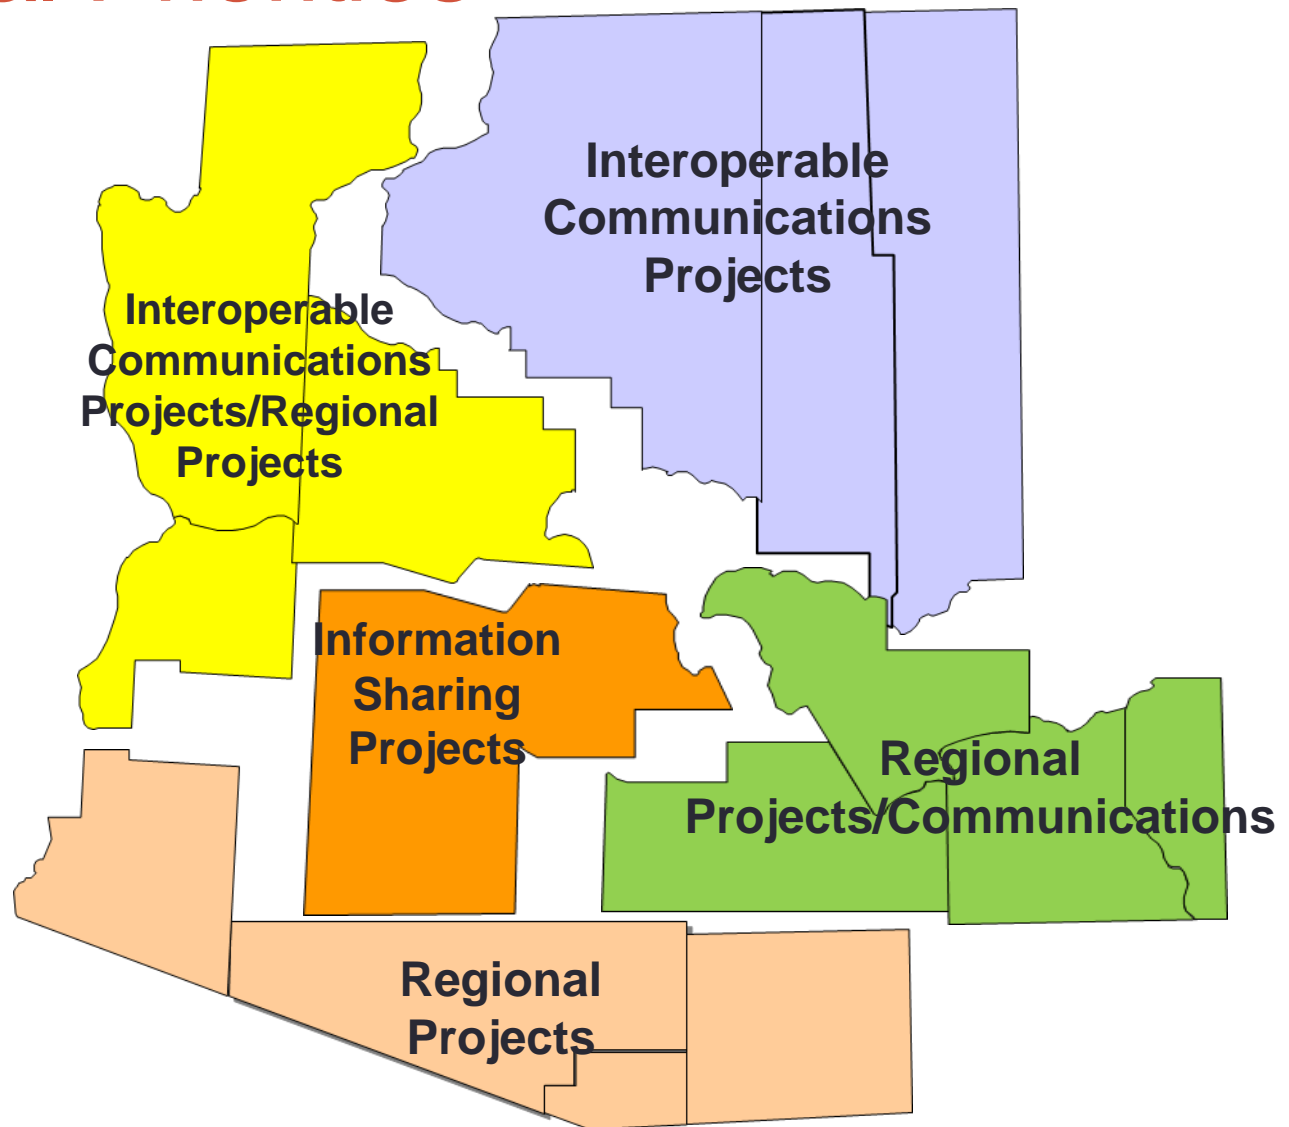 Interoperable
Communications
Projects
Interoperable
Communications
Projects/Regional
Projects
Information
Sharing
Projects
Regional
Projects/Communications
Regional
Projects